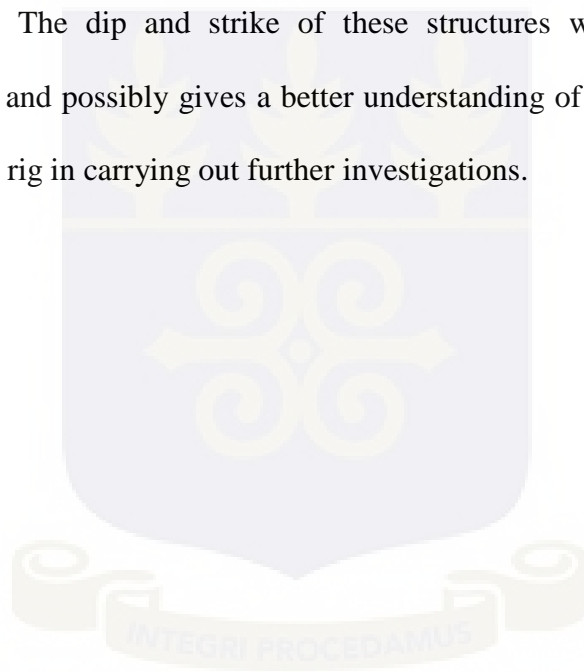 The dip and strike of these structures w
and possibly gives a better understanding of
rig in carrying out further investigations.
INTEGRI PROCEDAMUS